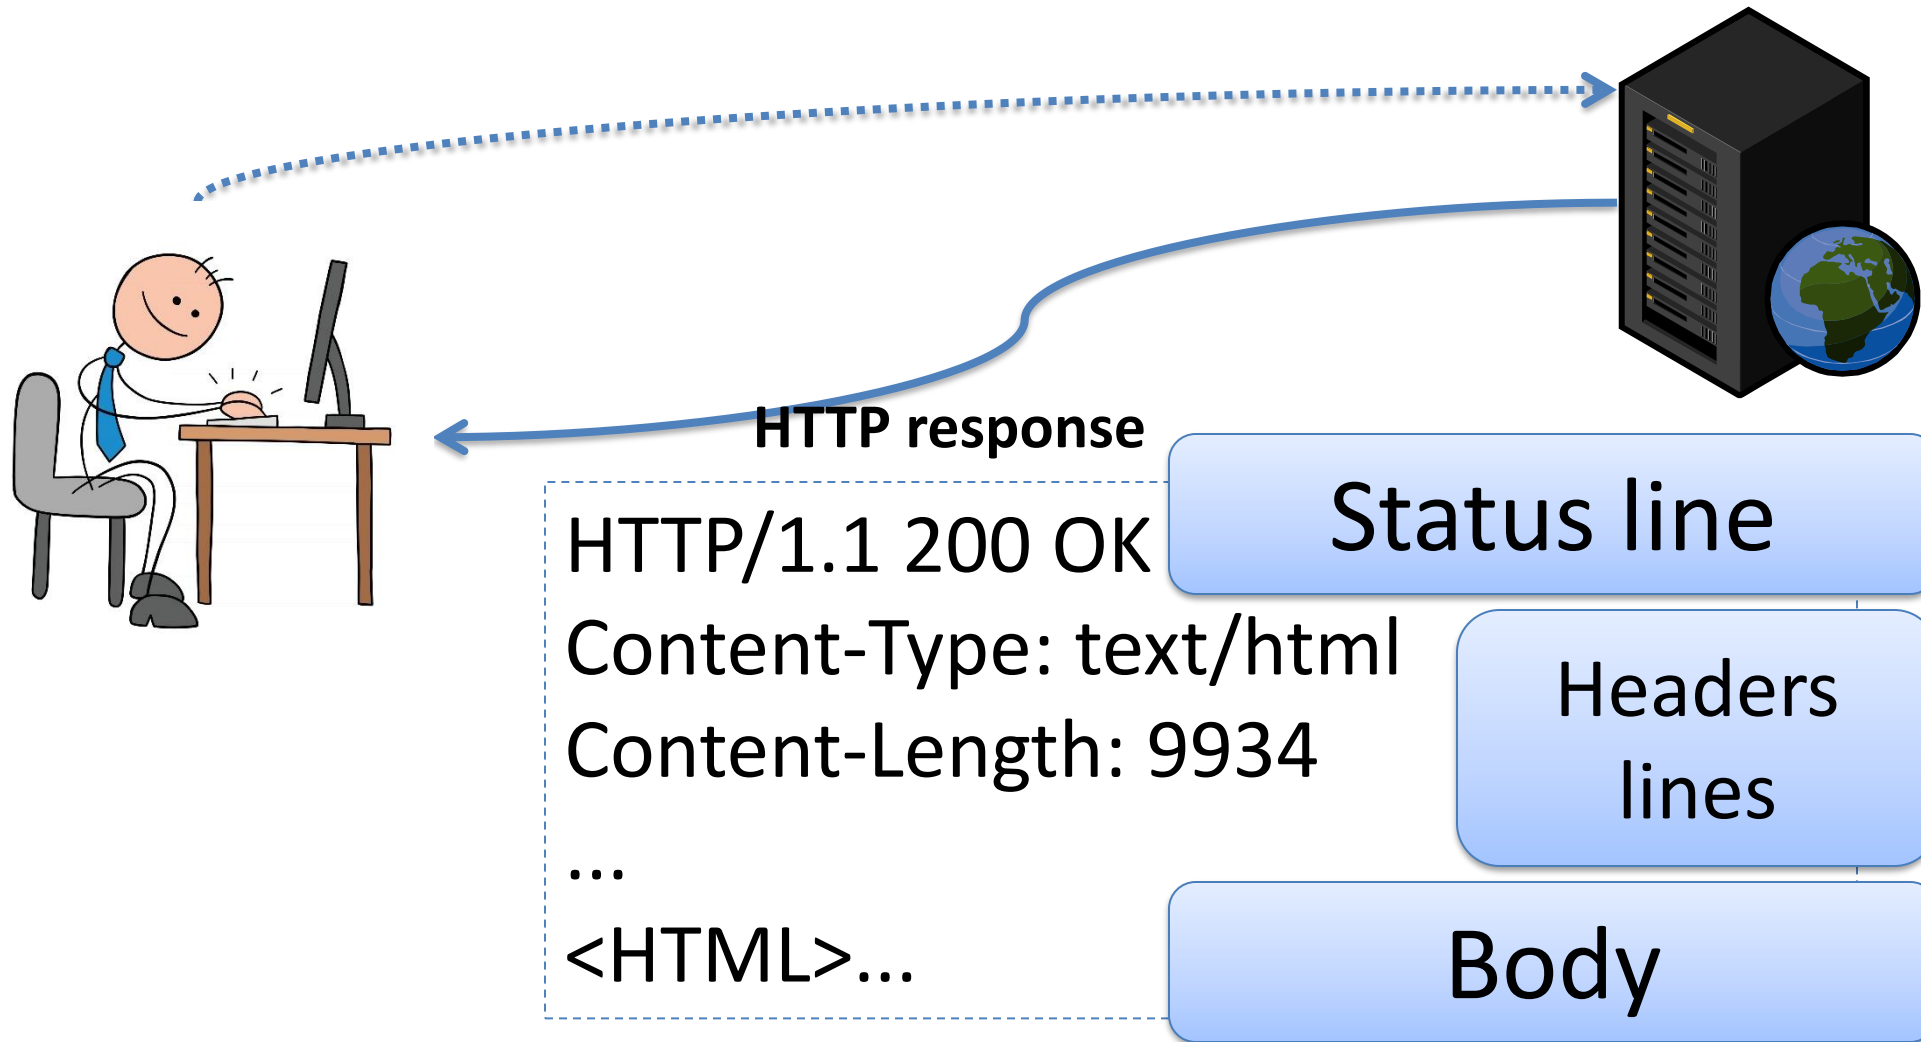 HTTP response
HTTP/1.1 200 OK
Status line
Content-Type: text/html
Content-Length: 9934
Headers
lines
...
<HTML>...
Body